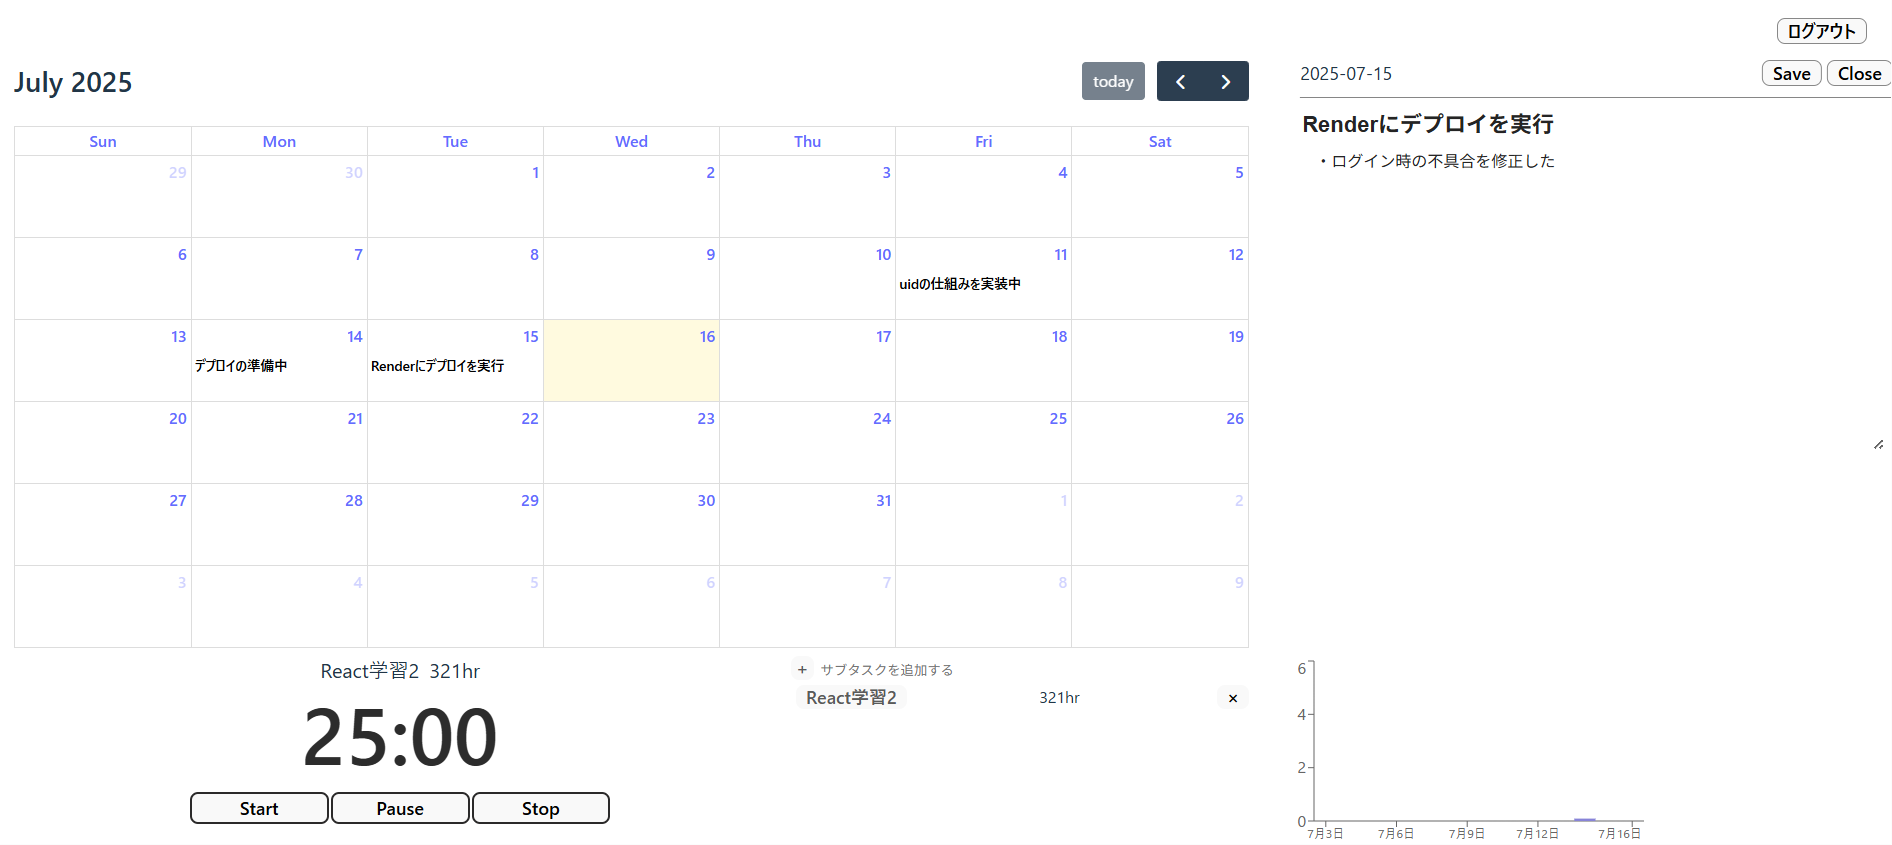 ログアウト
July 2025
today
2025-07-15
Save
Close
Renderにデプロイを実行
・ログイン時の不具合を修正した
Sun Mon Tue Wed Thu Fri Sat
29 30 1 2 3 4 5
6 7 8 9 10 11 12
uidの仕組みを実装中
13 14 15 16 17 18 19
デプロイの準備中
Renderにデプロイを実行
20 21 22 23 24 25 26
27 28 29 30 31 1 2
3 4 5 6 7 8 9
React学習2 321hr
25:00
Start
Pause
Stop
+ サブタスクを追加する
React学習2 321hr ×
6
4
2
0
7月3日 7月6日 7月9日 7月12日 7月16日